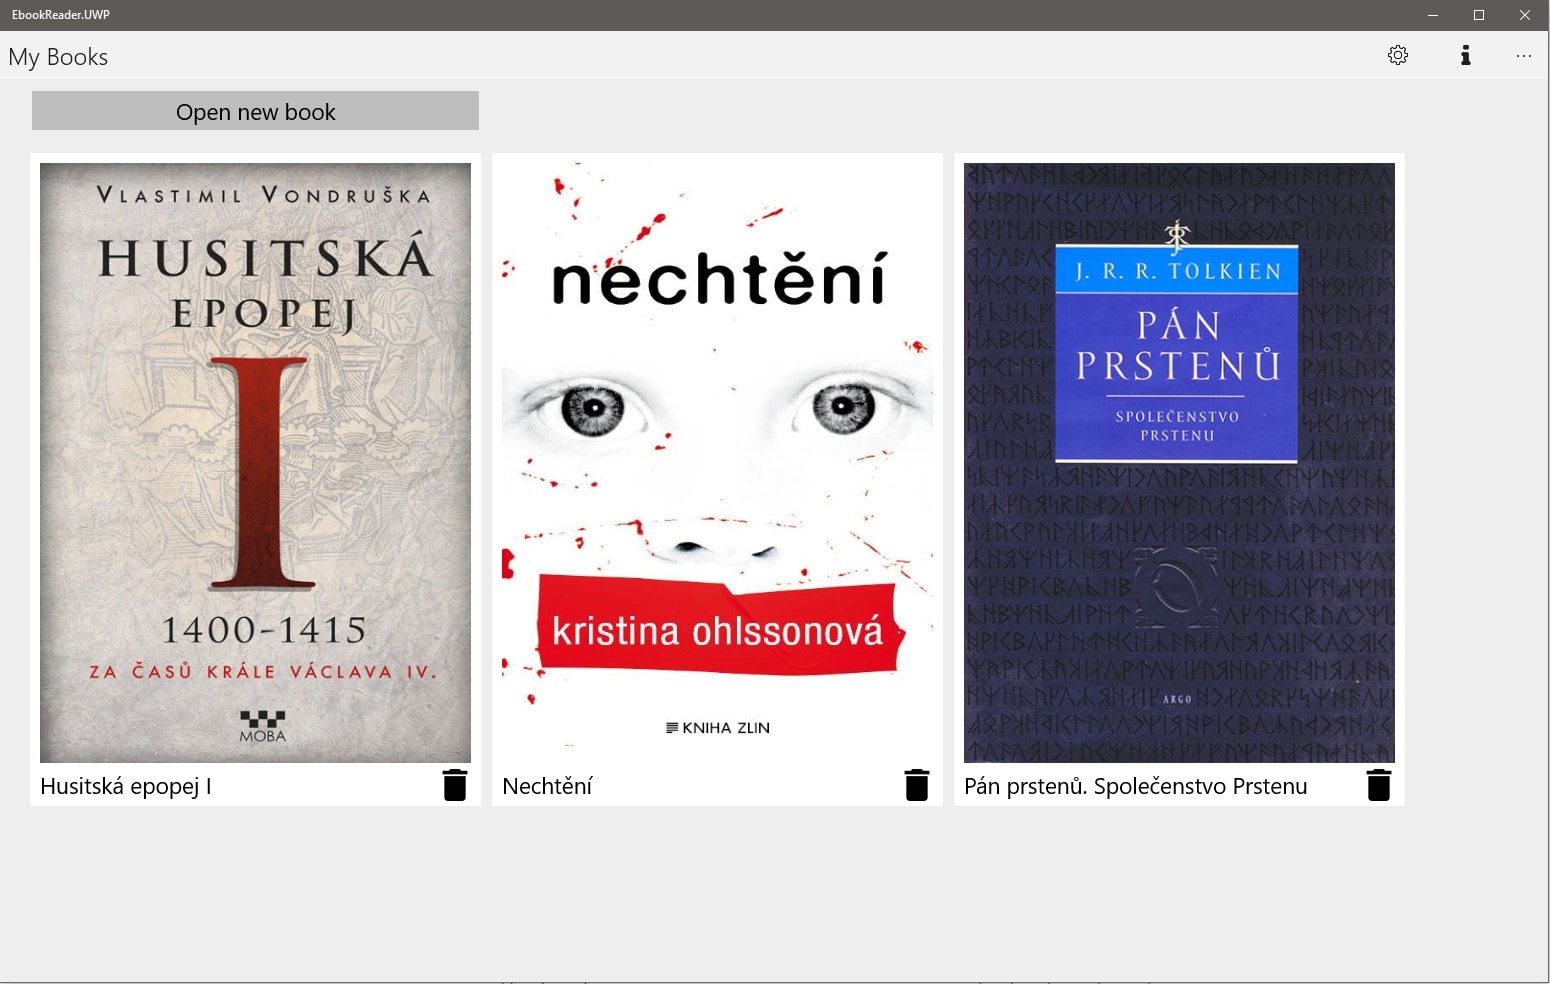 EbookReader.UWP
My Books
Open new book
VLASTIMIL VONDRUŠKA
HUSITSKÁ
EPOPEJ
I
1400-1415
ZA ČASŮ KRÁLE VÁCLAVA IV.
MOBA
Husitská epopej I
nechtění
kristina ohlssonová
KNIHA ZLIN
Nechtění
J. R. R. TOLKIEN
PÁN
PRSTENŮ
SPOLEČENSTVO
PRSTENU
ARGO
Pán prstenů. Společenstvo Prstenu